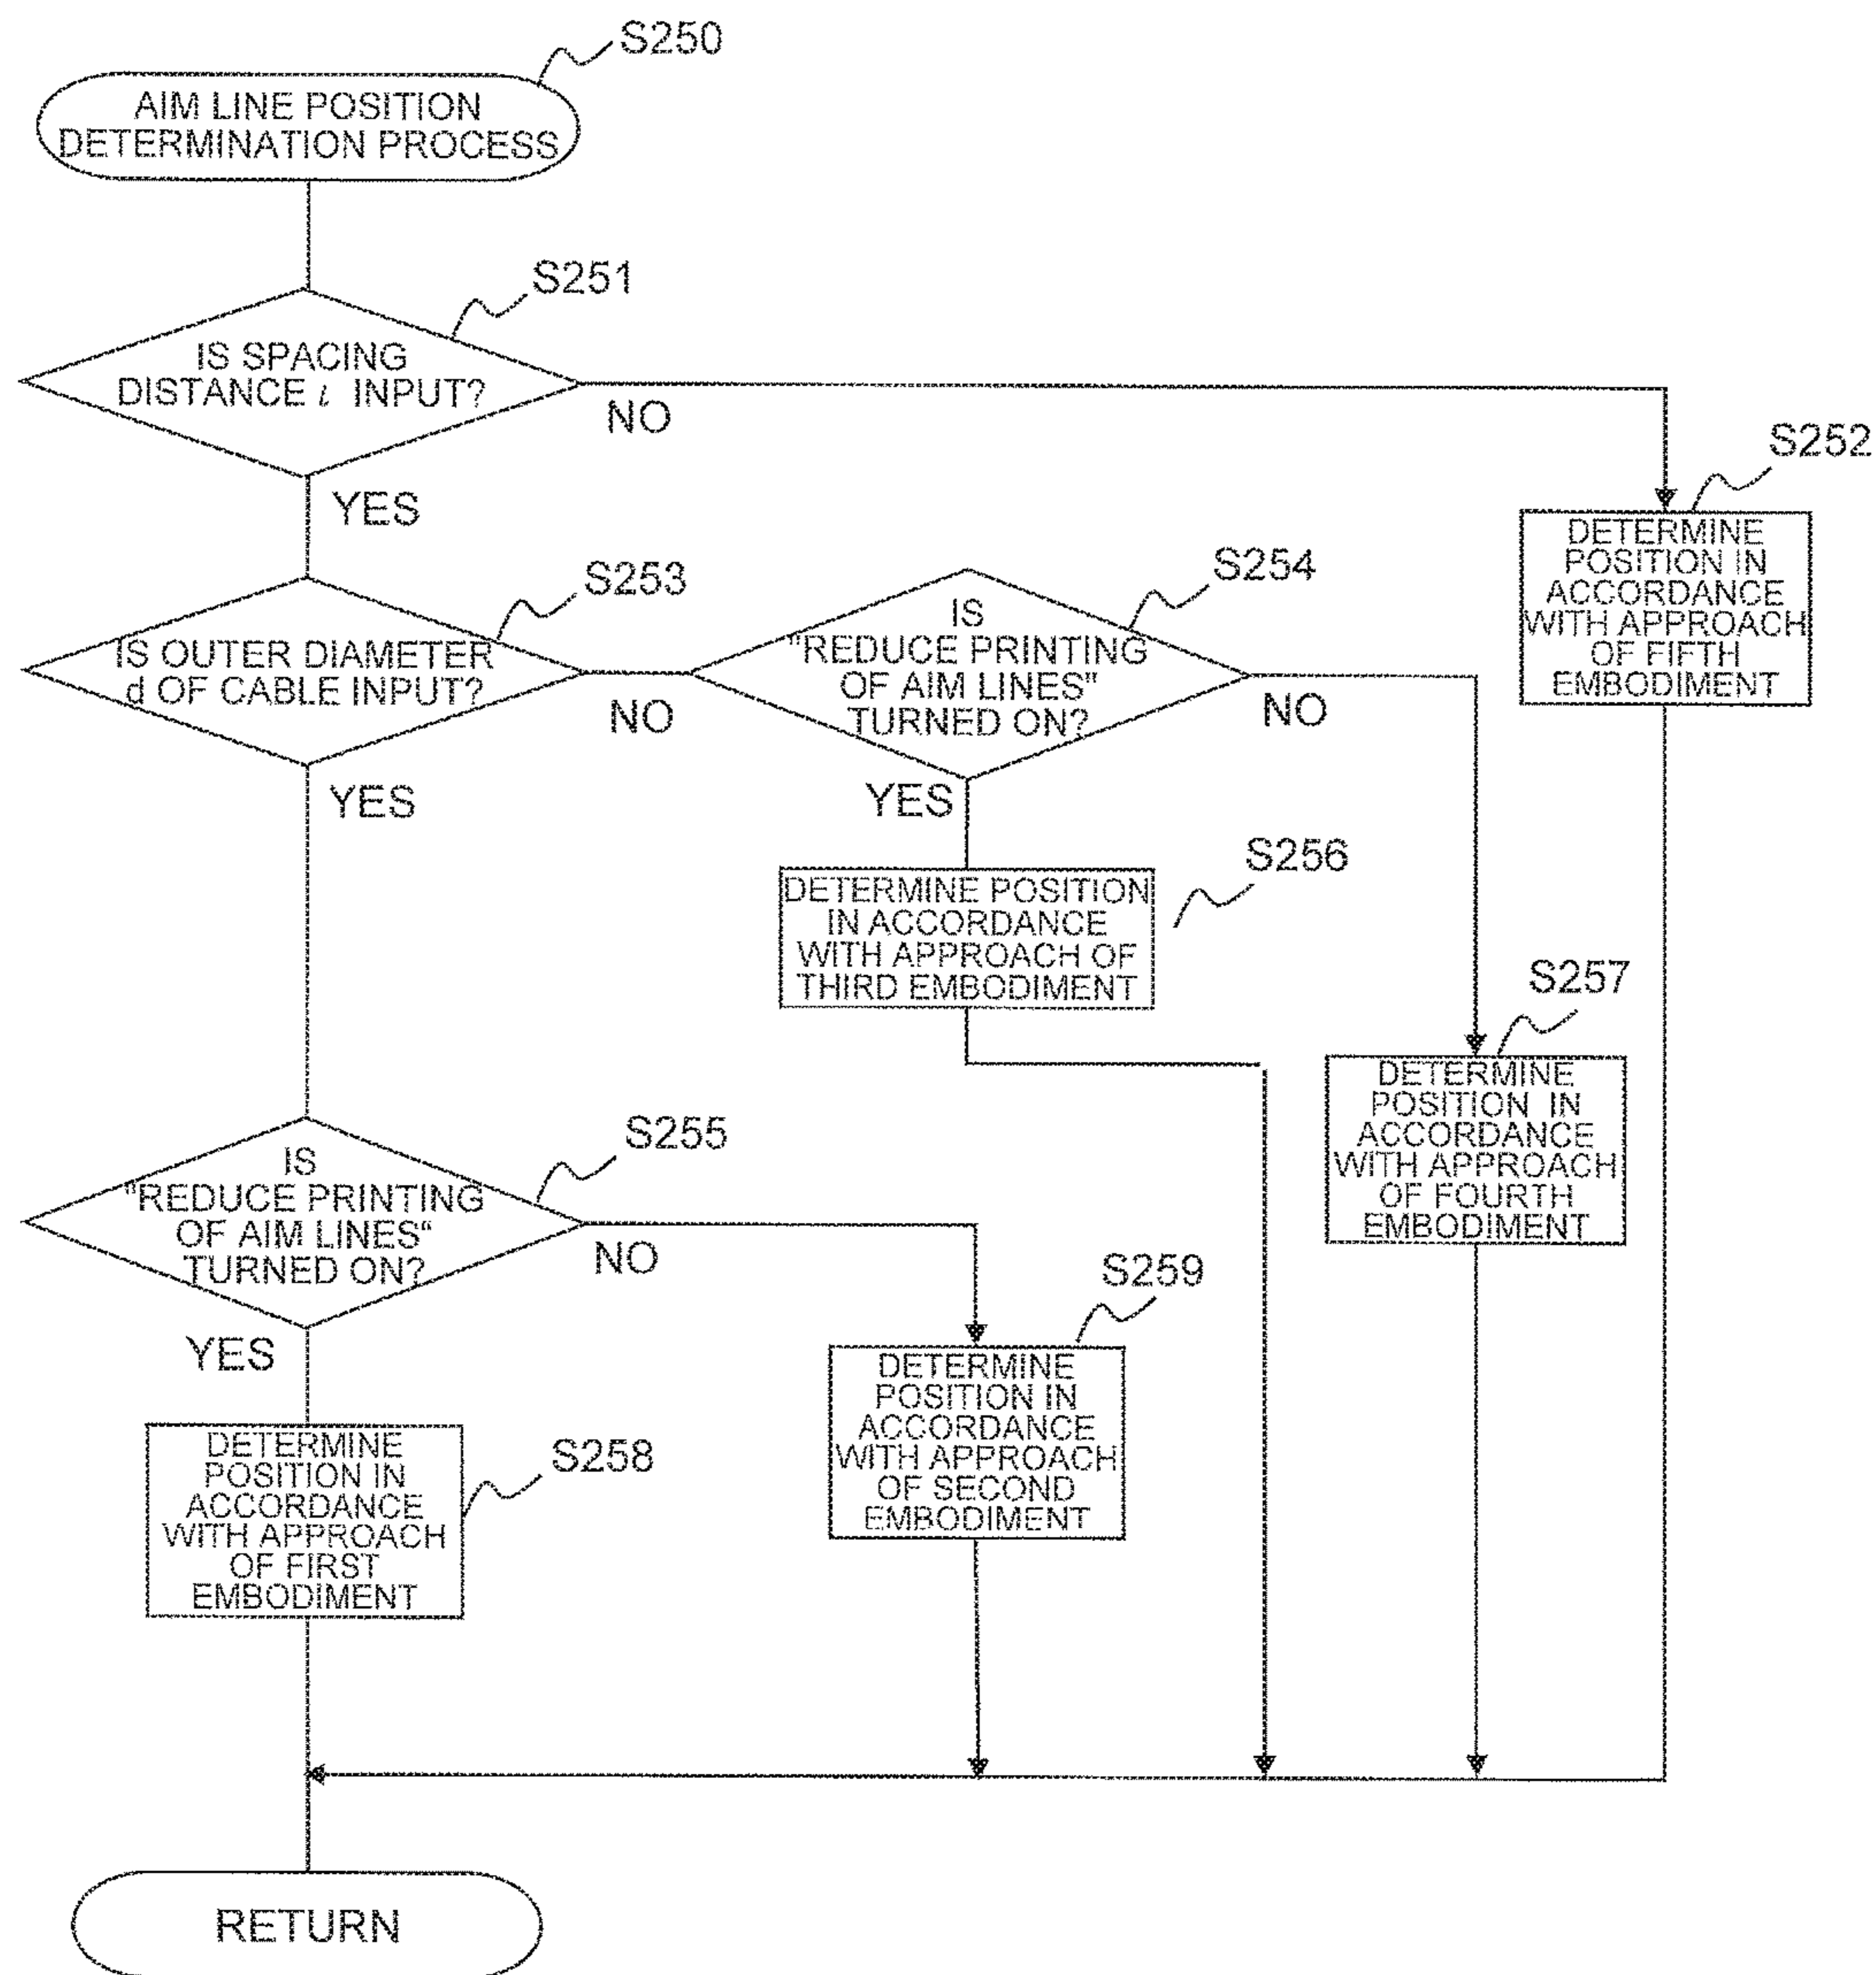 S250
AIM LINE POSITION
DETERMINATION PROCESS
S251
IS SPACING
DISTANCE l INPUT?
NO
YES
S252
DETERMINE
POSITION IN
ACCORDANCE
WITH APPROACH
OF FIFTH
EMBODIMENT
S253
IS OUTER DIAMETER
d OF CABLE INPUT?
NO
YES
S254
IS
"REDUCE PRINTING
OF AIM LINES"
TURNED ON?
NO
YES
S256
DETERMINE POSITION
IN ACCORDANCE
WITH APPROACH OF
THIRD EMBODIMENT
S257
DETERMINE
POSITION IN
ACCORDANCE
WITH APPROACH
OF FOURTH
EMBODIMENT
S255
IS
"REDUCE PRINTING
OF AIM LINES"
TURNED ON?
NO
YES
S259
DETERMINE
POSITION IN
ACCORDANCE
WITH APPROACH
OF SECOND
EMBODIMENT
S258
DETERMINE
POSITION IN
ACCORDANCE
WITH APPROACH
OF FIRST
EMBODIMENT
RETURN